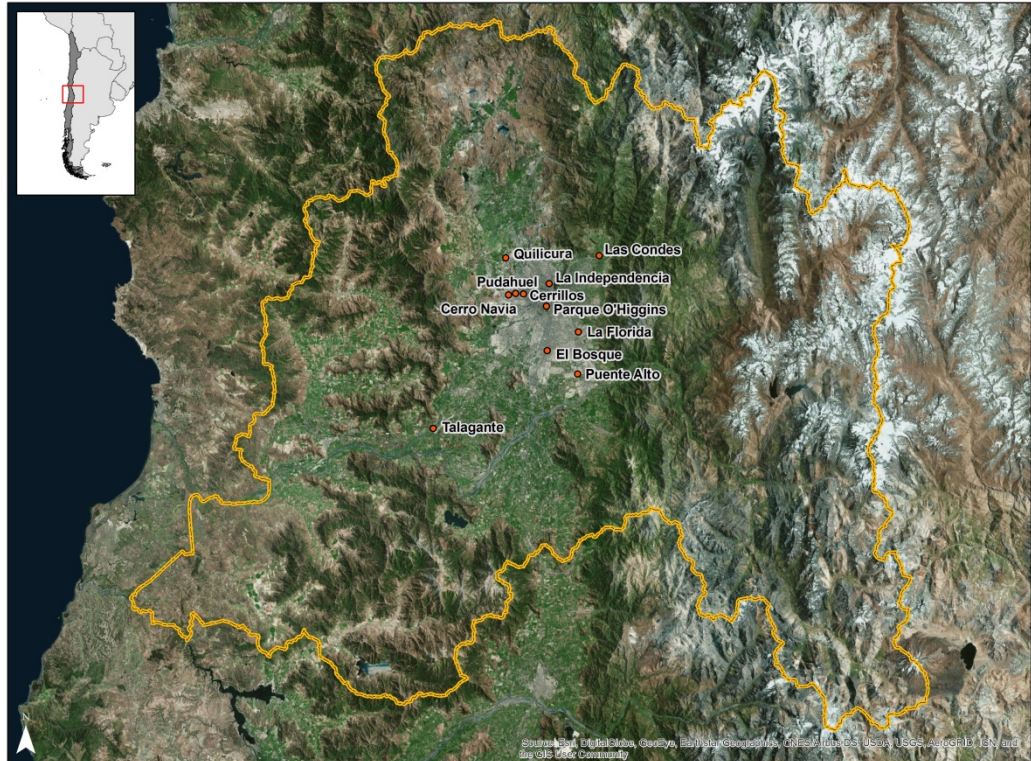 Quilicura
Las Condes
Pudahuel
La Independencia
Cerrillos
Cerro Navia
Parque O'Higgins
La Florida
El Bosque
Puente Alto
Talagante
N
Source: Esri, DigitalGlobe, GeoEye, Earthstar Geographics, CNES/Airbus DS, USDA, USGS, AeroGRID, IGN, and
the GIS User Community